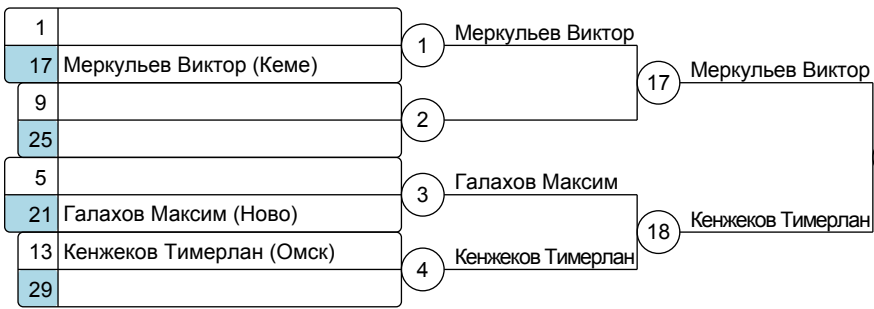 1
17 Меркульев Виктор (Кеме)
9
25
5
21 Галахов Максим (Ново)
13 Кенжеков Тимерлан (Омск)
29
1 Меркульев Виктор
2
3 Галахов Максим
4 Кенжеков Тимерлан
17 Меркульев Виктор
18 Кенжеков Тимерлан